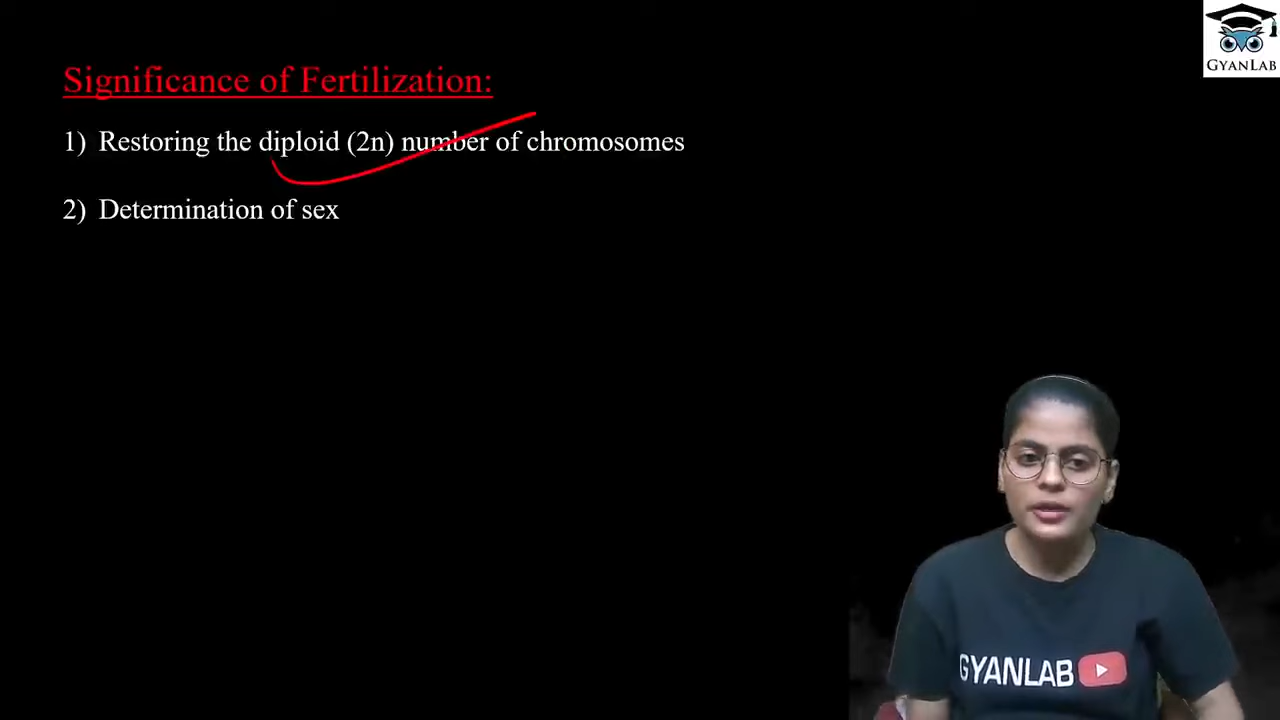 GYANLAB
Significance of Fertilization:
1) Restoring the diploid (2n) number of chromosomes
2) Determination of sex
GYANLAB